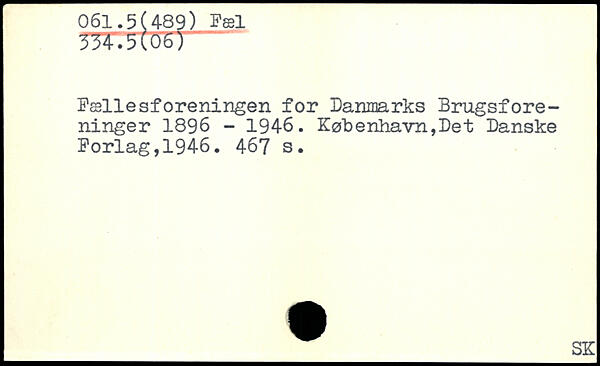 061.5(489) Fæl
334.5(06)
Fællesforeningen for Danmarks Brugsfore-
ninger 1896 - 1946. København,Det Danske
Forlag,1946. 467 s.
SK